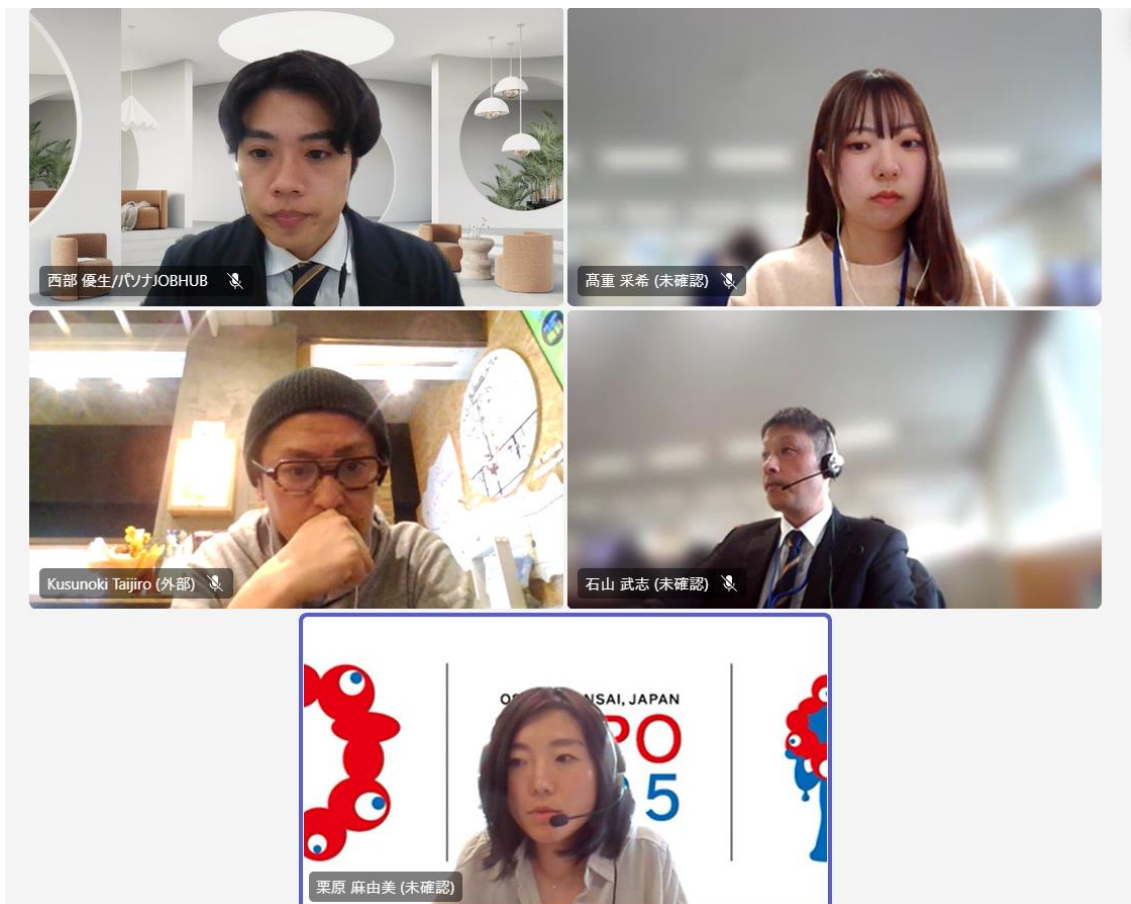 西部 優生/パソナJOBHUB
髙重 采希 (未確認)
Kusunoki Taijiro (外部)
石山 武志 (未確認)
JAPAN
栗原 麻由美 (未確認)